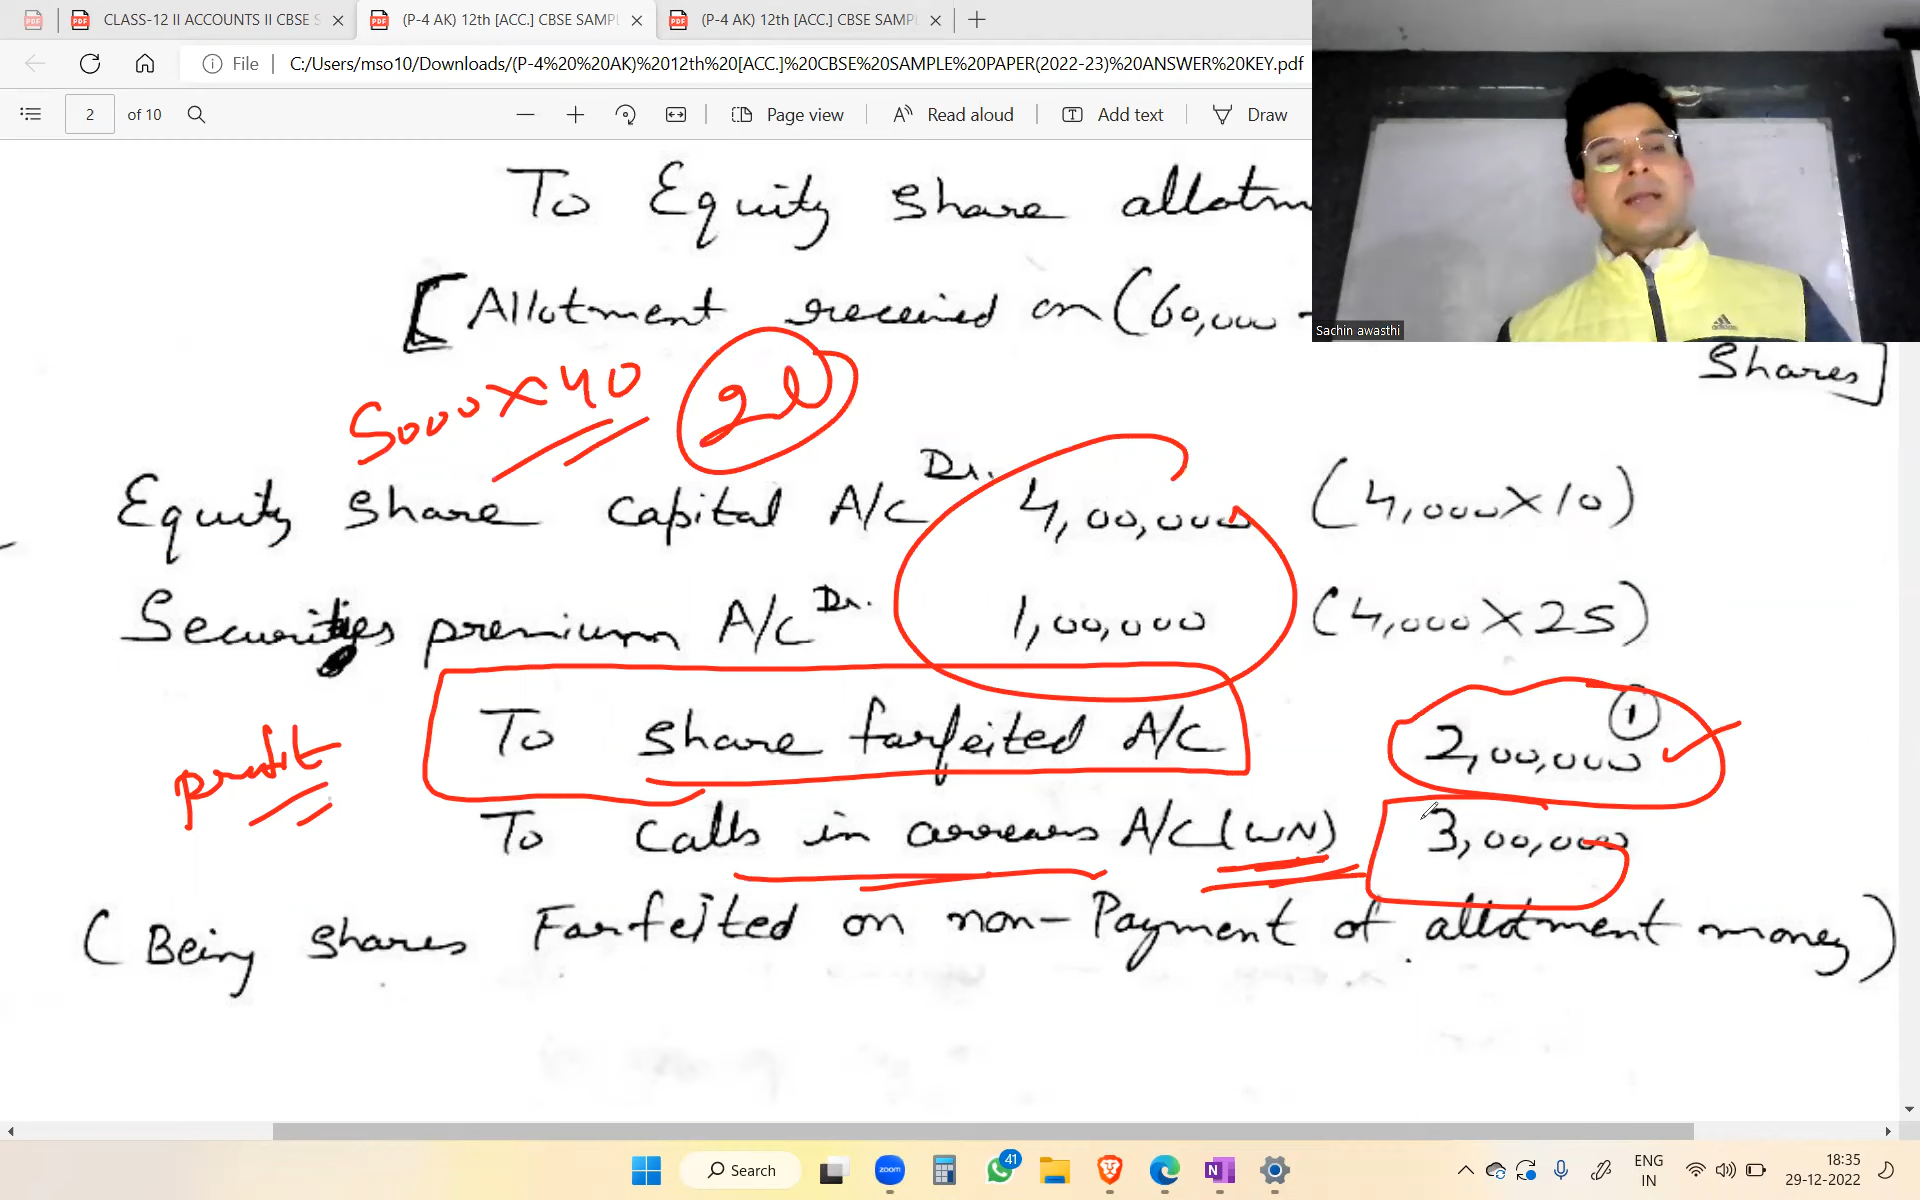 CLASS-12 II ACCOUNTS II CBSE S
(P-4 AK) 12th [ACC.] CBSE SAMPL
(P-4 AK) 12th [ACC.] CBSE SAMPL
File C:/Users/mso10/Downloads/(P-4%20%20AK)%2012th%20[ACC.]%20CBSE%20SAMPLE%20PAPER(2022-23)%20ANSWER%20KEY.pdf
2 of 10 Page view Read aloud Add text Draw
adidas
Sachin awasthi
To Equity share allotm
[Allotment received on (60,000 -
Shares]
5000 X 40 2l
Equity share capital A/C Dr. 4,00,000 (4,000 X 10)
Securities premium A/C Dr. 1,00,000 (4,000 X 25)
To share farfeited A/C 2,00,000 1
profit
To calls in arrears A/C (WN) 3,00,000
(Being shares Farfeited on non-Payment of allotment money)
Search
zoom
41
N
ENG
IN
18:35
29-12-2022